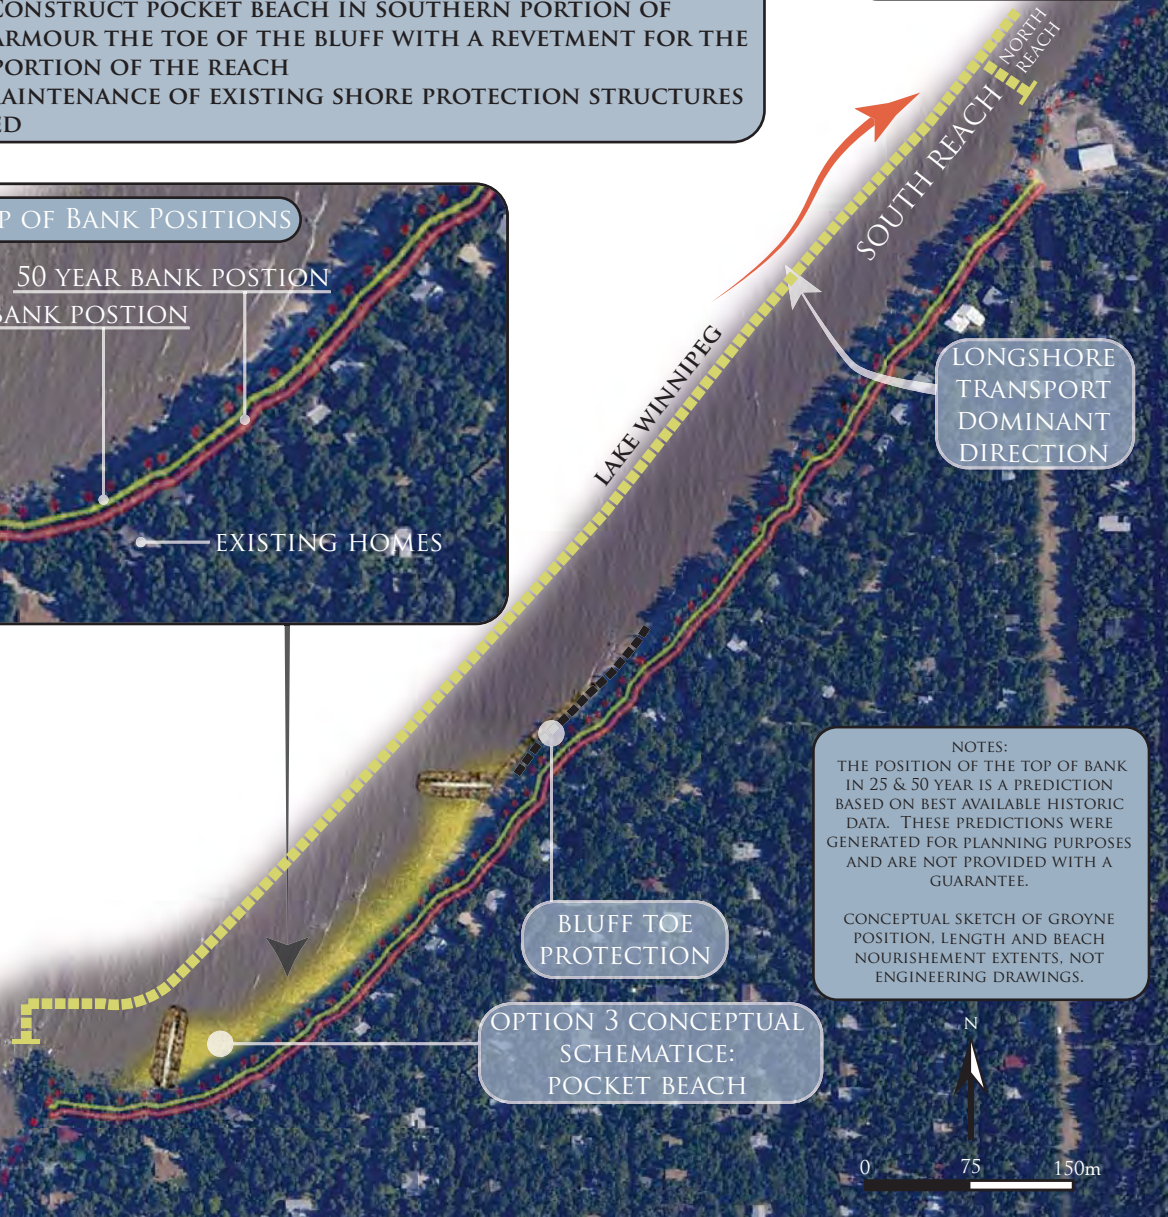 CONSTRUCT POCKET BEACH IN SOUTHERN PORTION OF
ARMOUR THE TOE OF THE BLUFF WITH A REVETMENT FOR THE
PORTION OF THE REACH
MAINTENANCE OF EXISTING SHORE PROTECTION STRUCTURES
ED
P OF BANK POSITIONS
50 YEAR BANK POSTION
BANK POSTION
EXISTING HOMES
NORTH
REACH
SOUTH REACH
LAKE WINNIPEG
LONGSHORE
TRANSPORT
DOMINANT
DIRECTION
BLUFF TOE
PROTECTION
OPTION 3 CONCEPTUAL
SCHEMATICE:
POCKET BEACH
NOTES:
THE POSITION OF THE TOP OF BANK
IN 25 & 50 YEAR IS A PREDICTION
BASED ON BEST AVAILABLE HISTORIC
DATA. THESE PREDICTIONS WERE
GENERATED FOR PLANNING PURPOSES
AND ARE NOT PROVIDED WITH A
GUARANTEE.
CONCEPTUAL SKETCH OF GROYNE
POSITION, LENGTH AND BEACH
NOURISHEMENT EXTENTS, NOT
ENGINEERING DRAWINGS.
N
0 75 150m